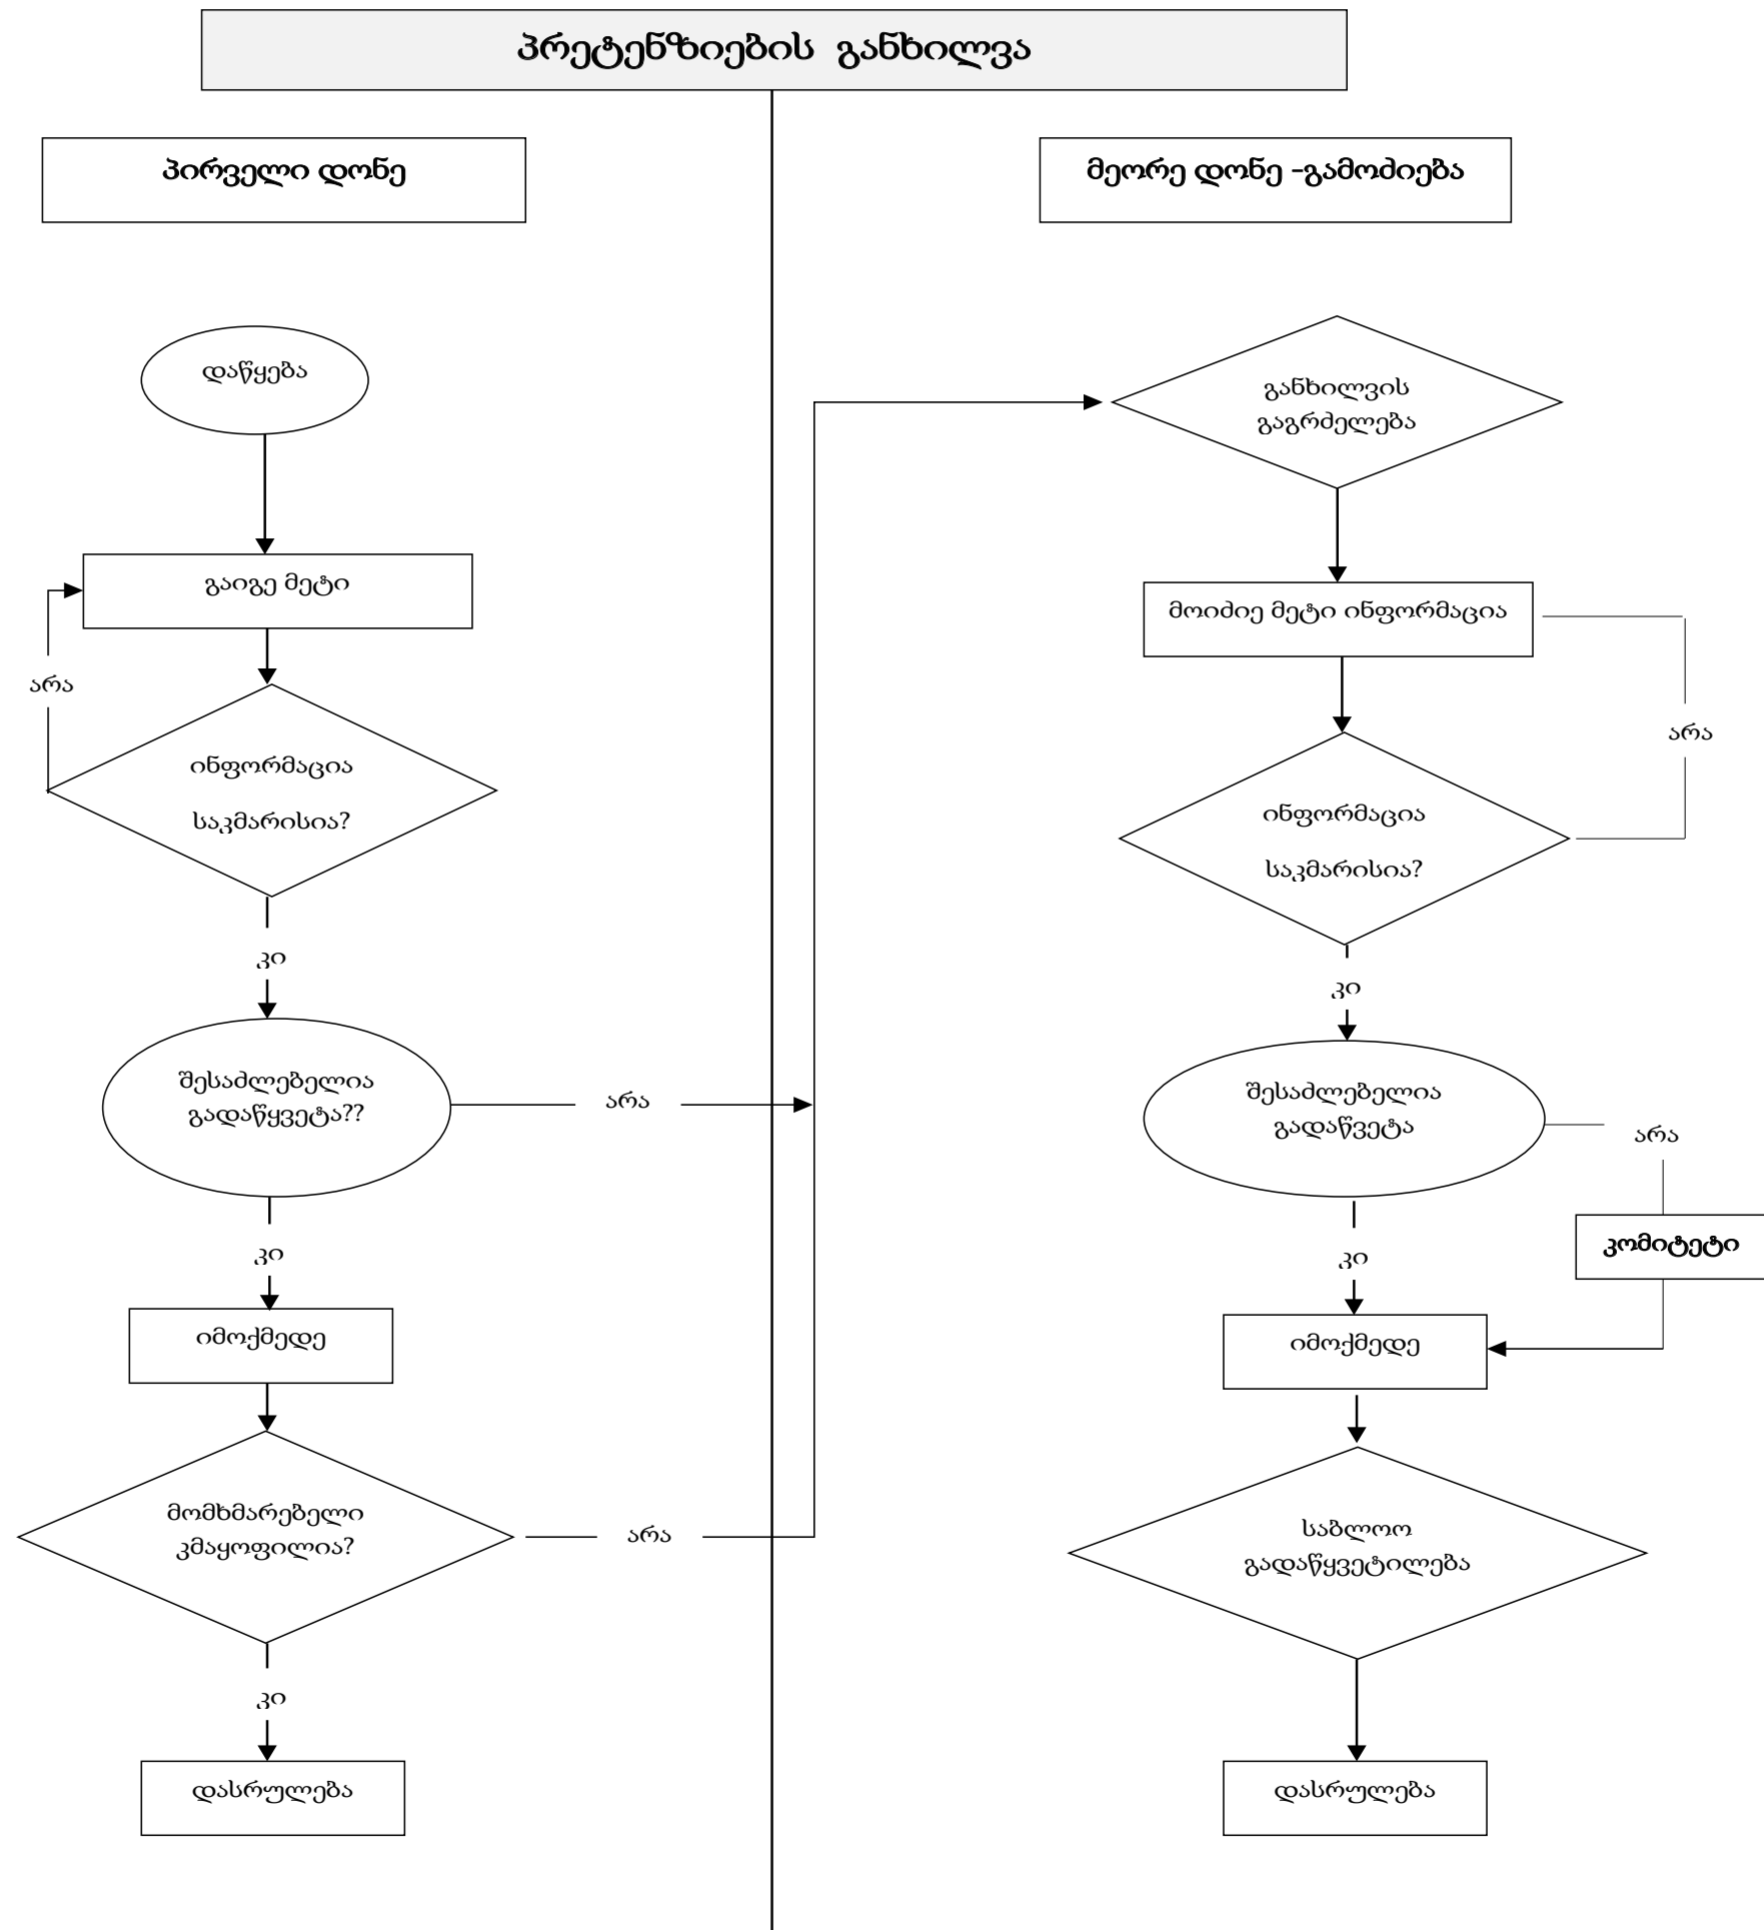 პრეტენზიების განხილვა
პირველი დონე
დაწყება
გაიგე მეტი
არა
ინფორმაცია
საკმარისია?
კი
შესაძლებელია
გადაწყვეტა??
არა
კი
იმოქმედე
მომხმარებელი
კმაყოფილია?
არა
კი
დასრულება
მეორე დონე -გამოძიება
განხილვის
გაგრძელება
მოიძიე მეტი ინფორმაცია
არა
ინფორმაცია
საკმარისია?
კი
შესაძლებელია
გადაწვეტა
არა
კომიტეტი
კი
იმოქმედე
საბლოო
გადაწყვეტილება
დასრულება